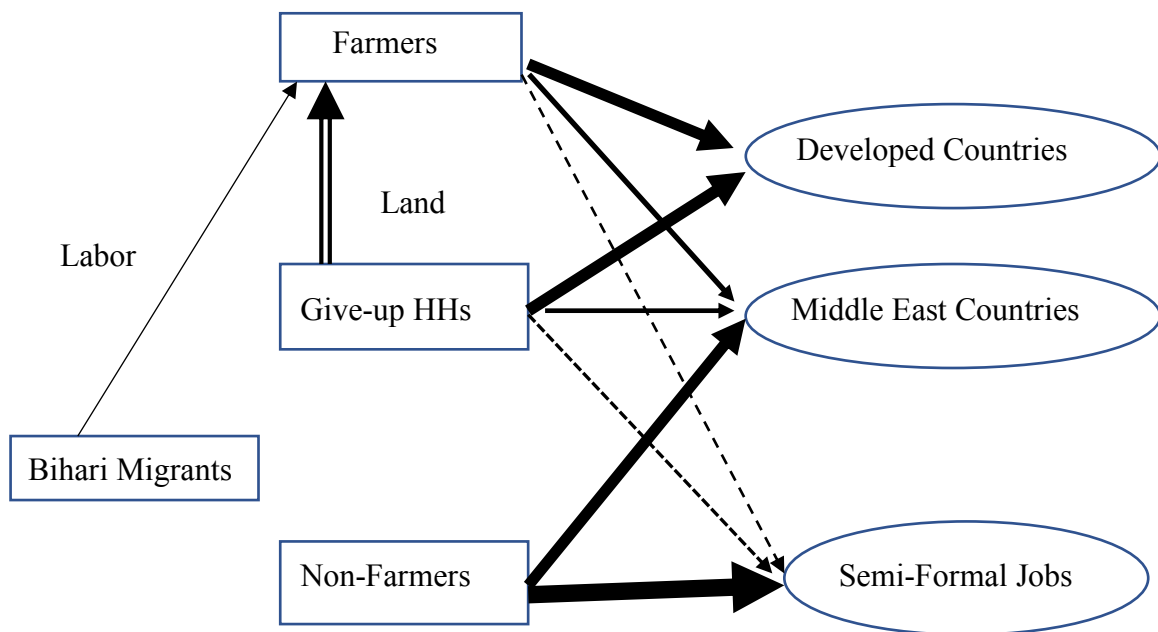 Farmers
Developed Countries
Land
Labor
Give-up HHs
Middle East Countries
Bihari Migrants
Non-Farmers
Semi-Formal Jobs